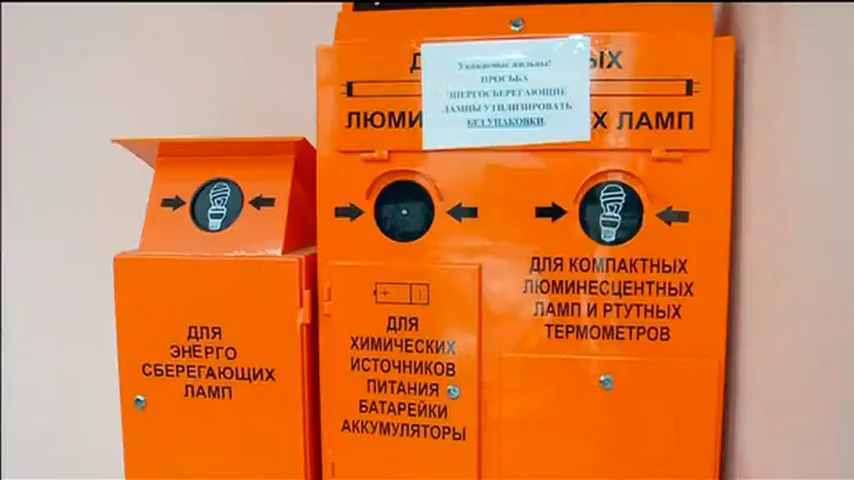 Уважаемые жильцы!
ПРОСЬБА
ЭНЕРГОСБЕРЕГАЮЩИЕ
ЛАМПЫ УТИЛИЗИРОВАТЬ
БЕЗ УПАКОВКИ.
Д ЫХ
ЛЮМИ Х ЛАМП
ДЛЯ
ЭНЕРГО
СБЕРЕГАЮЩИХ
ЛАМП
+ -
ДЛЯ
ХИМИЧЕСКИХ
ИСТОЧНИКОВ
ПИТАНИЯ
БАТАРЕЙКИ
АККУМУЛЯТОРЫ
ДЛЯ КОМПАКТНЫХ
ЛЮМИНЕСЦЕНТНЫХ
ЛАМП И РТУТНЫХ
ТЕРМОМЕТРОВ